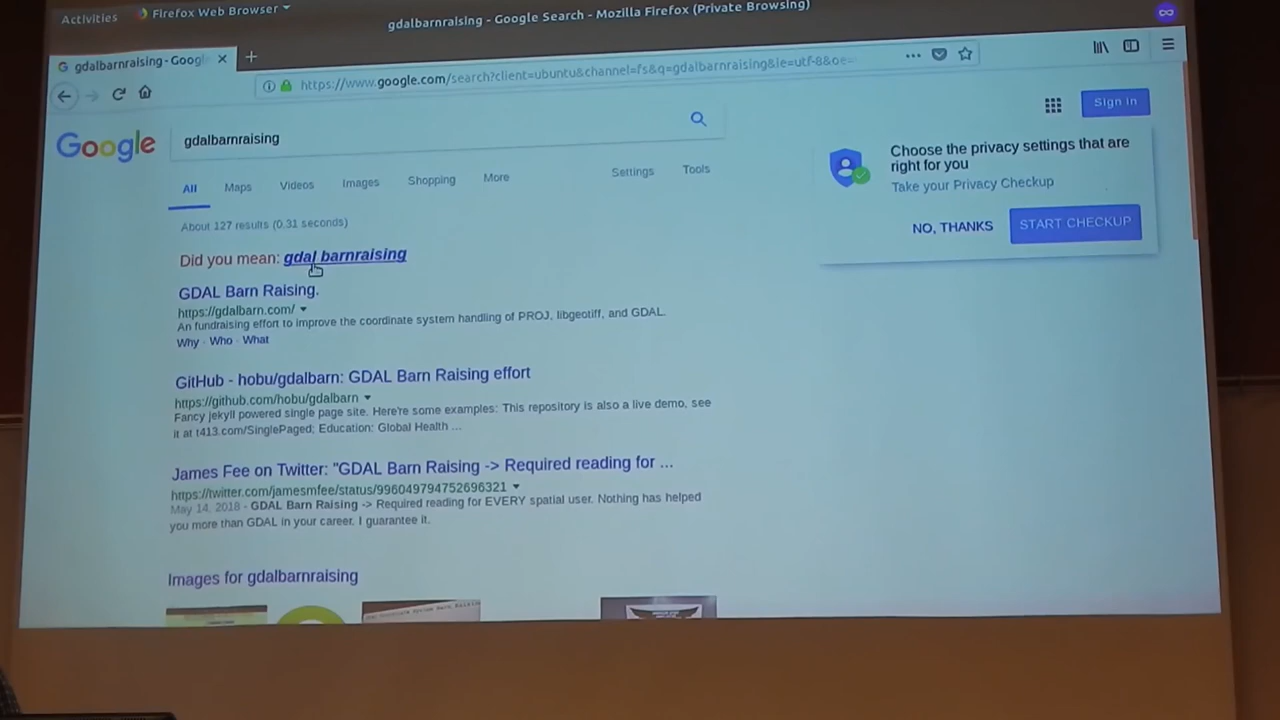 Activities Firefox Web Browser
gdalbarnraising - Google Search - Mozilla Firefox (Private Browsing)
gdalbarnraising - Googl
https://www.google.com/search?client=ubuntu&channel=fs&q=gdalbarnraising&ie=utf-8&oe=
Sign in
Google
gdalbarnraising
Choose the privacy settings that are
right for you
Take your Privacy Checkup
NO, THANKS START CHECKUP
All Maps Videos Images Shopping More Settings Tools
About 127 results (0.31 seconds)
Did you mean: gdal barnraising
GDAL Barn Raising.
https://gdalbarn.com/
An fundraising effort to improve the coordinate system handling of PROJ, libgeotiff, and GDAL.
Why · Who · What
GitHub - hobu/gdalbarn: GDAL Barn Raising effort
https://github.com/hobu/gdalbarn
Fancy jekyll powered single page site. Here're some examples: This repository is also a live demo, see
it at t413.com/SinglePaged; Education: Global Health ...
James Fee on Twitter: "GDAL Barn Raising -> Required reading for ...
https://twitter.com/jamesmfee/status/996049794752696321
May 14, 2018 - GDAL Barn Raising -> Required reading for EVERY spatial user. Nothing has helped
you more than GDAL in your career. I guarantee it.
Images for gdalbarnraising